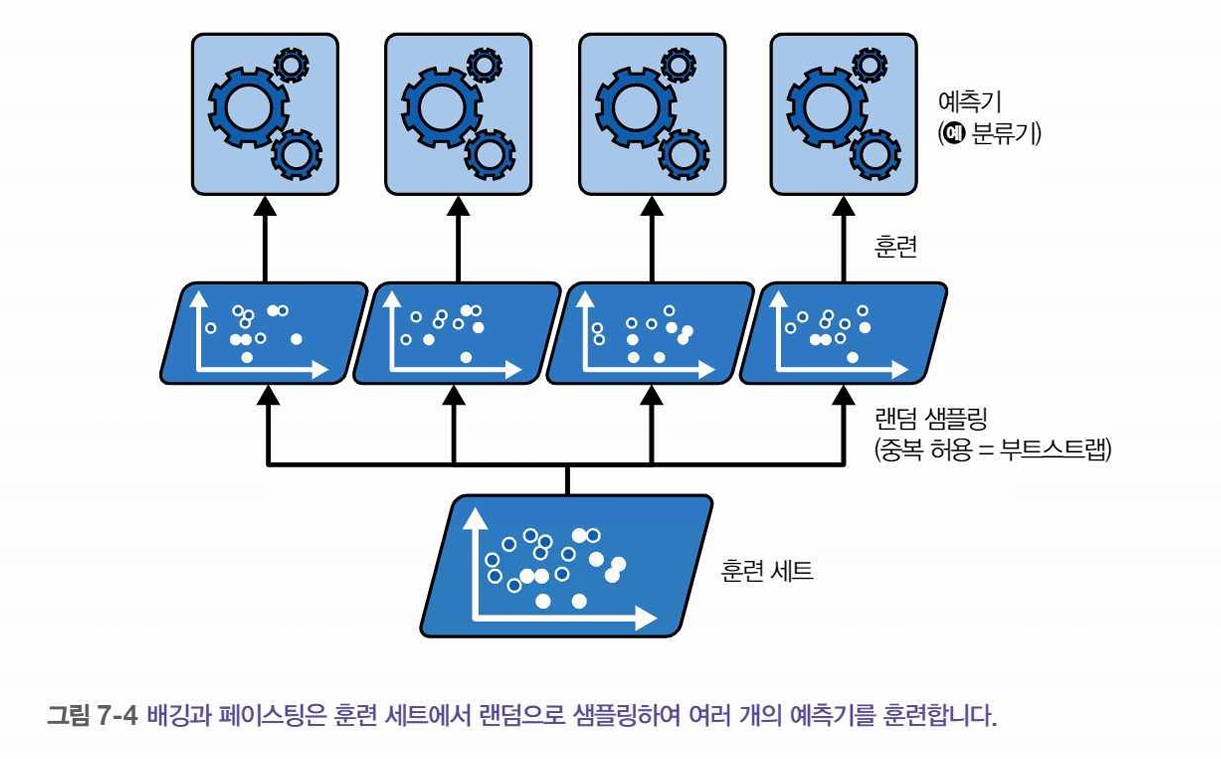 예측기
(예 분류기)
훈련
랜덤 샘플링
(중복 허용 = 부트스트랩)
훈련 세트
그림 7-4 배깅과 페이스팅은 훈련 세트에서 랜덤으로 샘플링하여 여러 개의 예측기를 훈련합니다.